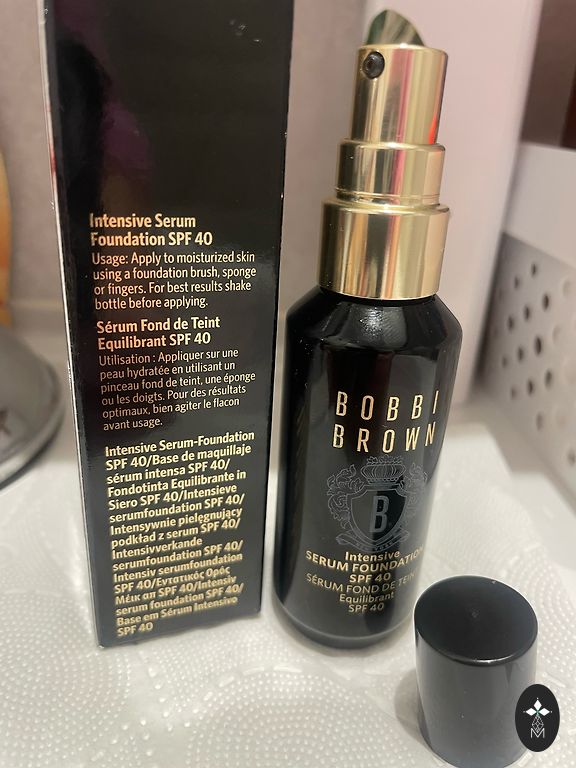 Intensive Serum
Foundation SPF 40
Usage: Apply to moisturized skin
using a foundation brush, sponge
or fingers. For best results shake
bottle before applying.
Sérum Fond de Teint
Equilibrant SPF 40
Utilisation : Appliquer sur une
peau hydratée en utilisant un
pinceau fond de teint, une éponge
ou les doigts. Pour des résultats
optimaux, bien agiter le flacon
avant usage.
Intensive Serum-Foundation
SPF 40/Base de maquillaje
sérum intensa SPF 40/
Fondotinta Equilibrante in
Siero SPF 40/Intensieve
serumfoundation SPF 40/
Intensywnie pielęgnujący
podkład z serum SPF 40/
Intensivverkande
serumfoundation SPF 40/
Intensiv serumfoundation
SPF 40/Εντατικός Ορός
Μέικ απ SPF 40/Intensiv
serum foundation SPF 40/
Base em Sérum Intensivo
SPF 40
BOBBI
BROWN
B
Intensive
SERUM FOUNDATION
SPF 40
SÉRUM FOND DE TEINT
Equilibrant
SPF 40
M